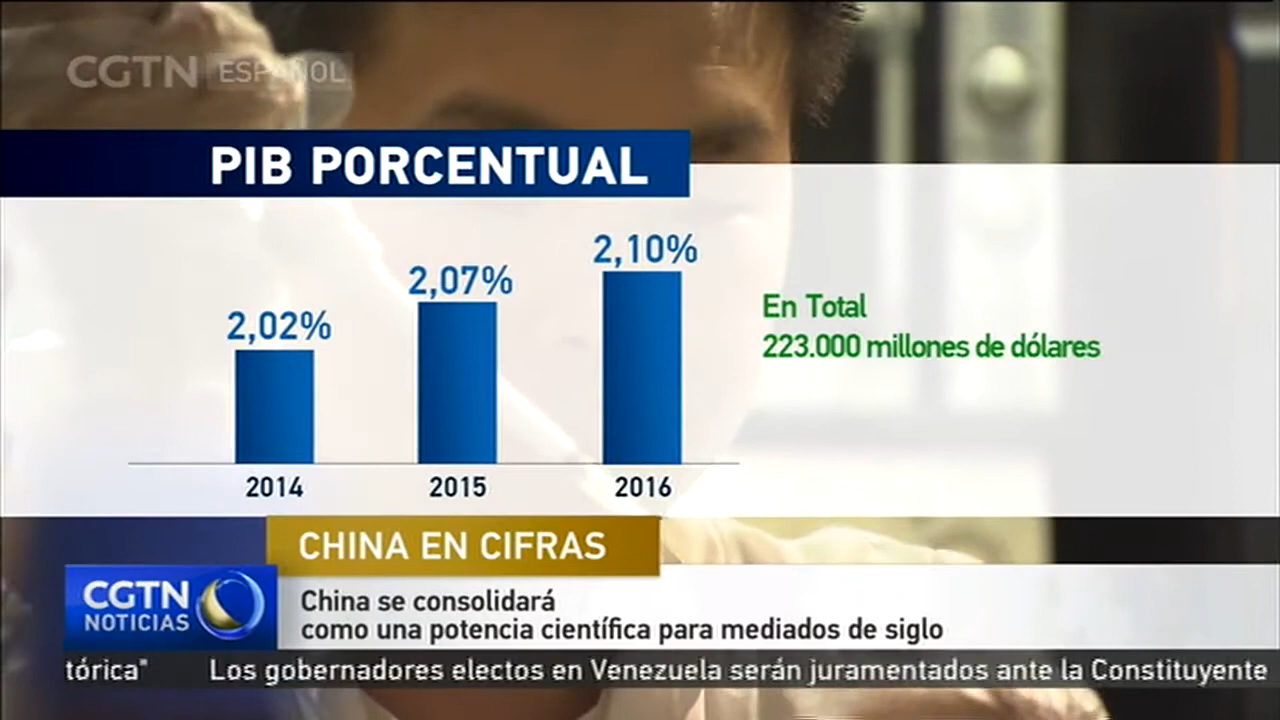 CGTN ESPAÑOL
PIB PORCENTUAL
2,02%
2,07%
2,10%
2014
2015
2016
En Total
223.000 millones de dólares
CHINA EN CIFRAS
CGTN
NOTICIAS
China se consolidará
como una potencia científica para mediados de siglo
tórica" Los gobernadores electos en Venezuela serán juramentados ante la Constituyente